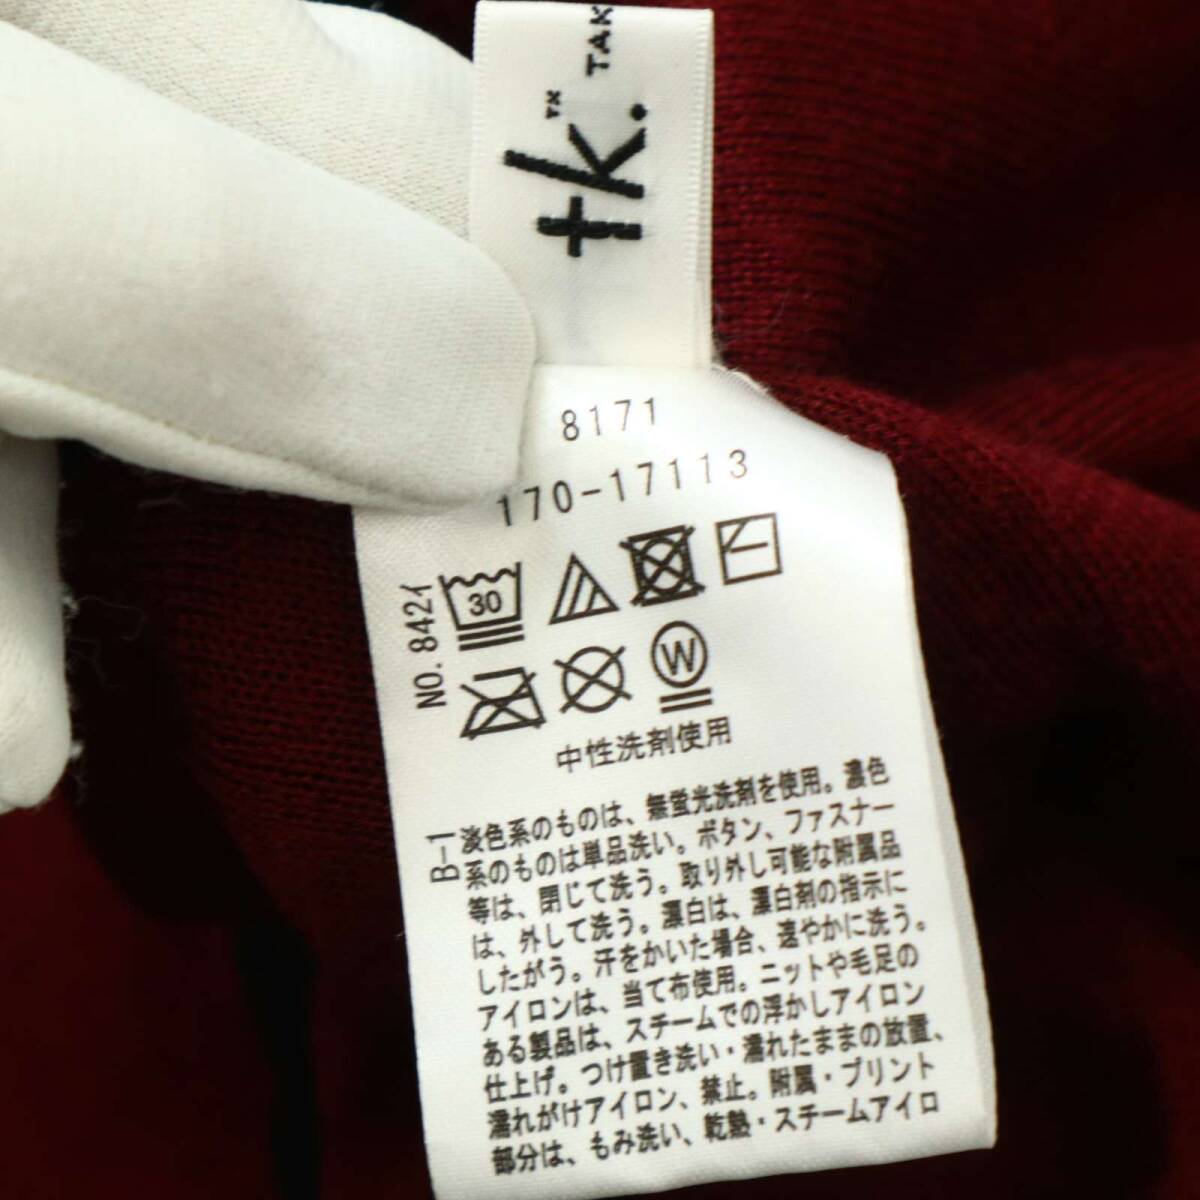 tk.™ TAK
8171
170-17113
NO.842イ
30
W
中性洗剤使用
B-1
淡色系のものは、無蛍光洗剤を使用。濃色
系のものは単品洗い。ボタン、ファスナー
等は、閉じて洗う。取り外し可能な附属品
は、外して洗う。漂白は、漂白剤の指示に
したがう。汗をかいた場合、速やかに洗う。
アイロンは、当て布使用。ニットや毛足の
ある製品は、スチームでの浮かしアイロン
仕上げ。つけ置き洗い・濡れたままの放置、
濡れがけアイロン、禁止。附属・プリント
部分は、もみ洗い、乾熱・スチームアイロ